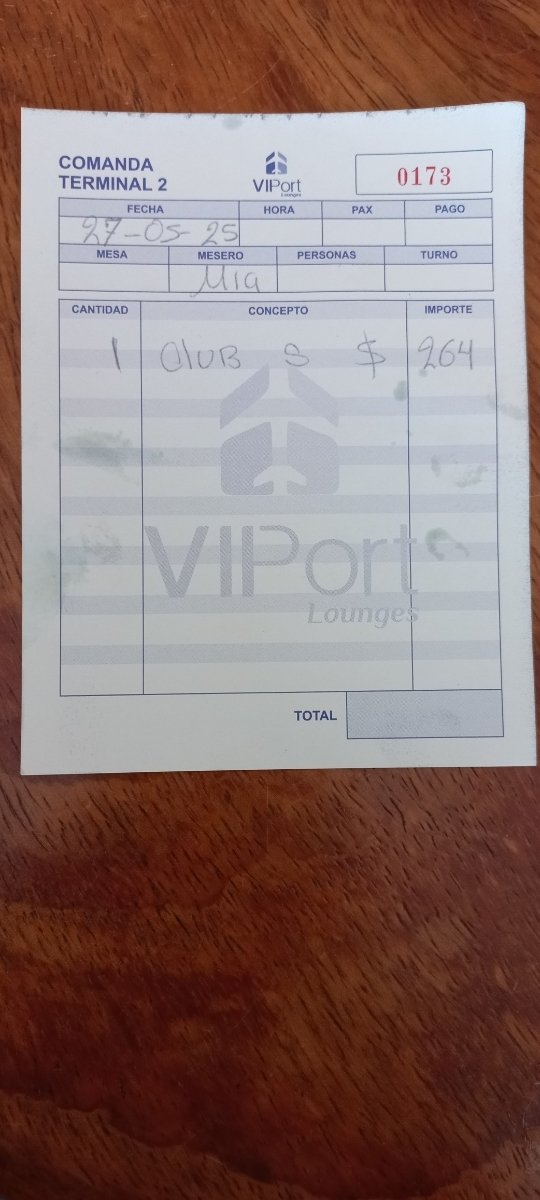 COMANDA
TERMINAL 2
VIPort
Lounges
0173
FECHA HORA PAX PAGO
27-05-25
MESA MESERO PERSONAS TURNO
Mia
CANTIDAD CONCEPTO IMPORTE
1 CLUB S $ 264
VIPort
Lounges
TOTAL